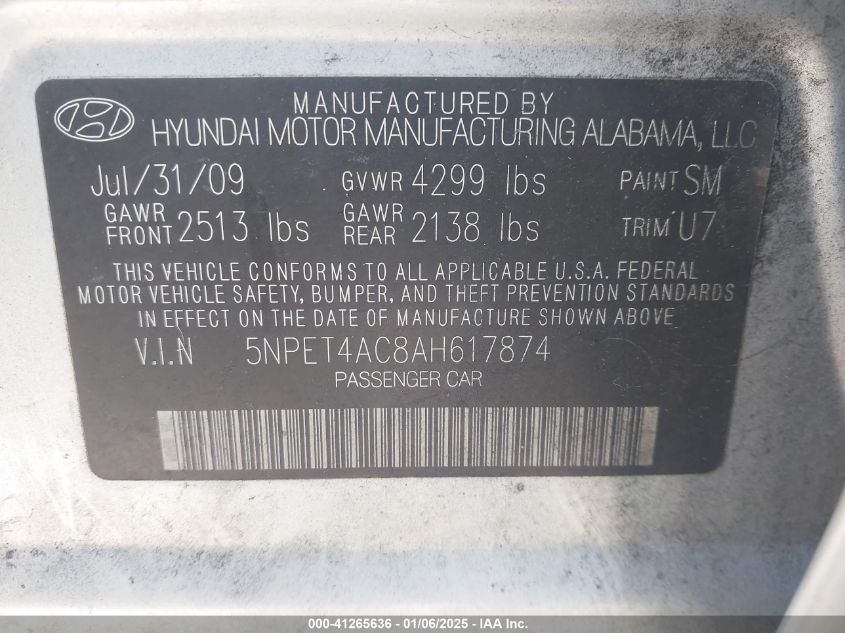 MANUFACTURED BY
HYUNDAI MOTOR MANUFACTURING ALABAMA, LLC
Jul/31/09 GVWR 4299 lbs PAINT SM
GAWR FRONT 2513 lbs GAWR REAR 2138 lbs TRIM U7
THIS VEHICLE CONFORMS TO ALL APPLICABLE U.S.A. FEDERAL
MOTOR VEHICLE SAFETY, BUMPER, AND THEFT PREVENTION STANDARDS
IN EFFECT ON THE DATE OF MANUFACTURE SHOWN ABOVE.
V.I.N 5NPET4AC8AH617874
PASSENGER CAR
000-41265636 - 01/06/2025 - IAA Inc.